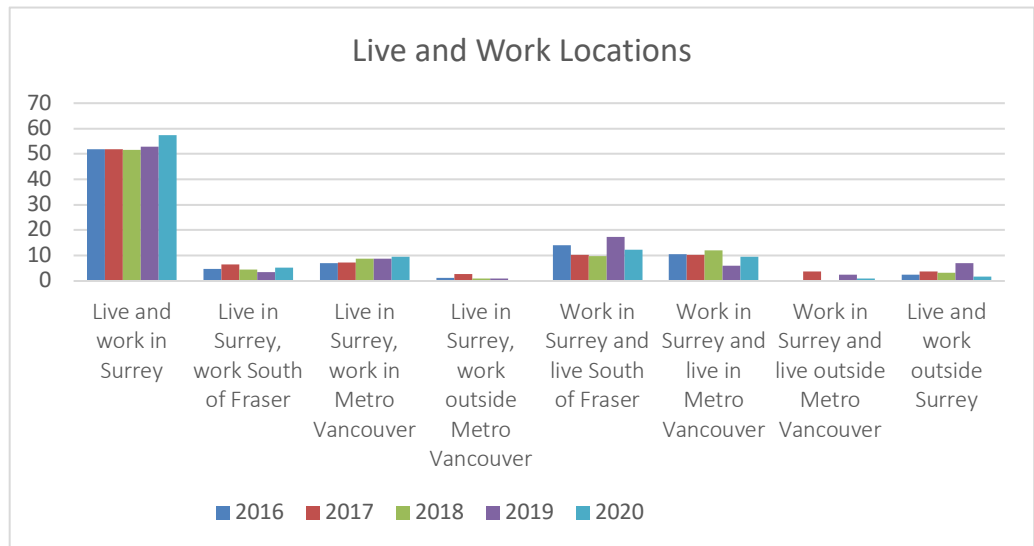 Live and Work Locations
70
60
50
40
30
20
10
0
Live and
work in
Surrey
Live in
Surrey,
work South
of Fraser
Live in
Surrey,
work in
Metro
Vancouver
Live in
Surrey,
work
outside
Metro
Vancouver
Work in
Surrey and
live South
of Fraser
Work in
Surrey and
live in
Metro
Vancouver
Work in
Surrey and
live outside
Metro
Vancouver
Live and
work
outside
Surrey
2016 2017 2018 2019 2020